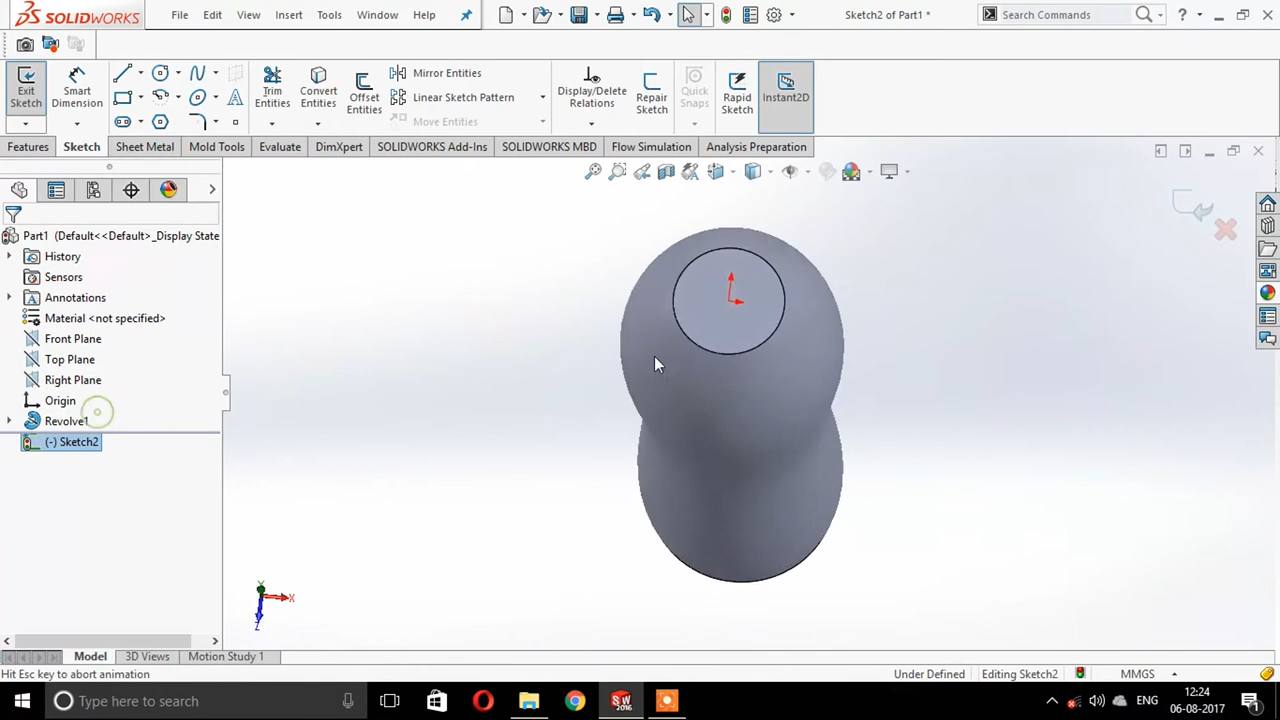 SOLIDWORKS File Edit View Insert Tools Window Help Sketch2 of Part1 * Search Commands ?
Exit Sketch Smart Dimension Trim Entities Convert Entities Offset Entities Mirror Entities Linear Sketch Pattern Move Entities Display/Delete Relations Repair Sketch Quick Snaps Rapid Sketch Instant2D
Features Sketch Sheet Metal Mold Tools Evaluate DimXpert SOLIDWORKS Add-Ins SOLIDWORKS MBD Flow Simulation Analysis Preparation
Part1 (Default<<Default>_Display State
History
Sensors
Annotations
Material <not specified>
Front Plane
Top Plane
Right Plane
Origin
Revolve1
(-) Sketch2
Y
X
Z
Model 3D Views Motion Study 1
Hit Esc key to abort animation Under Defined Editing Sketch2 MMGS
Type here to search SW 2016 ENG 12:24
06-08-2017